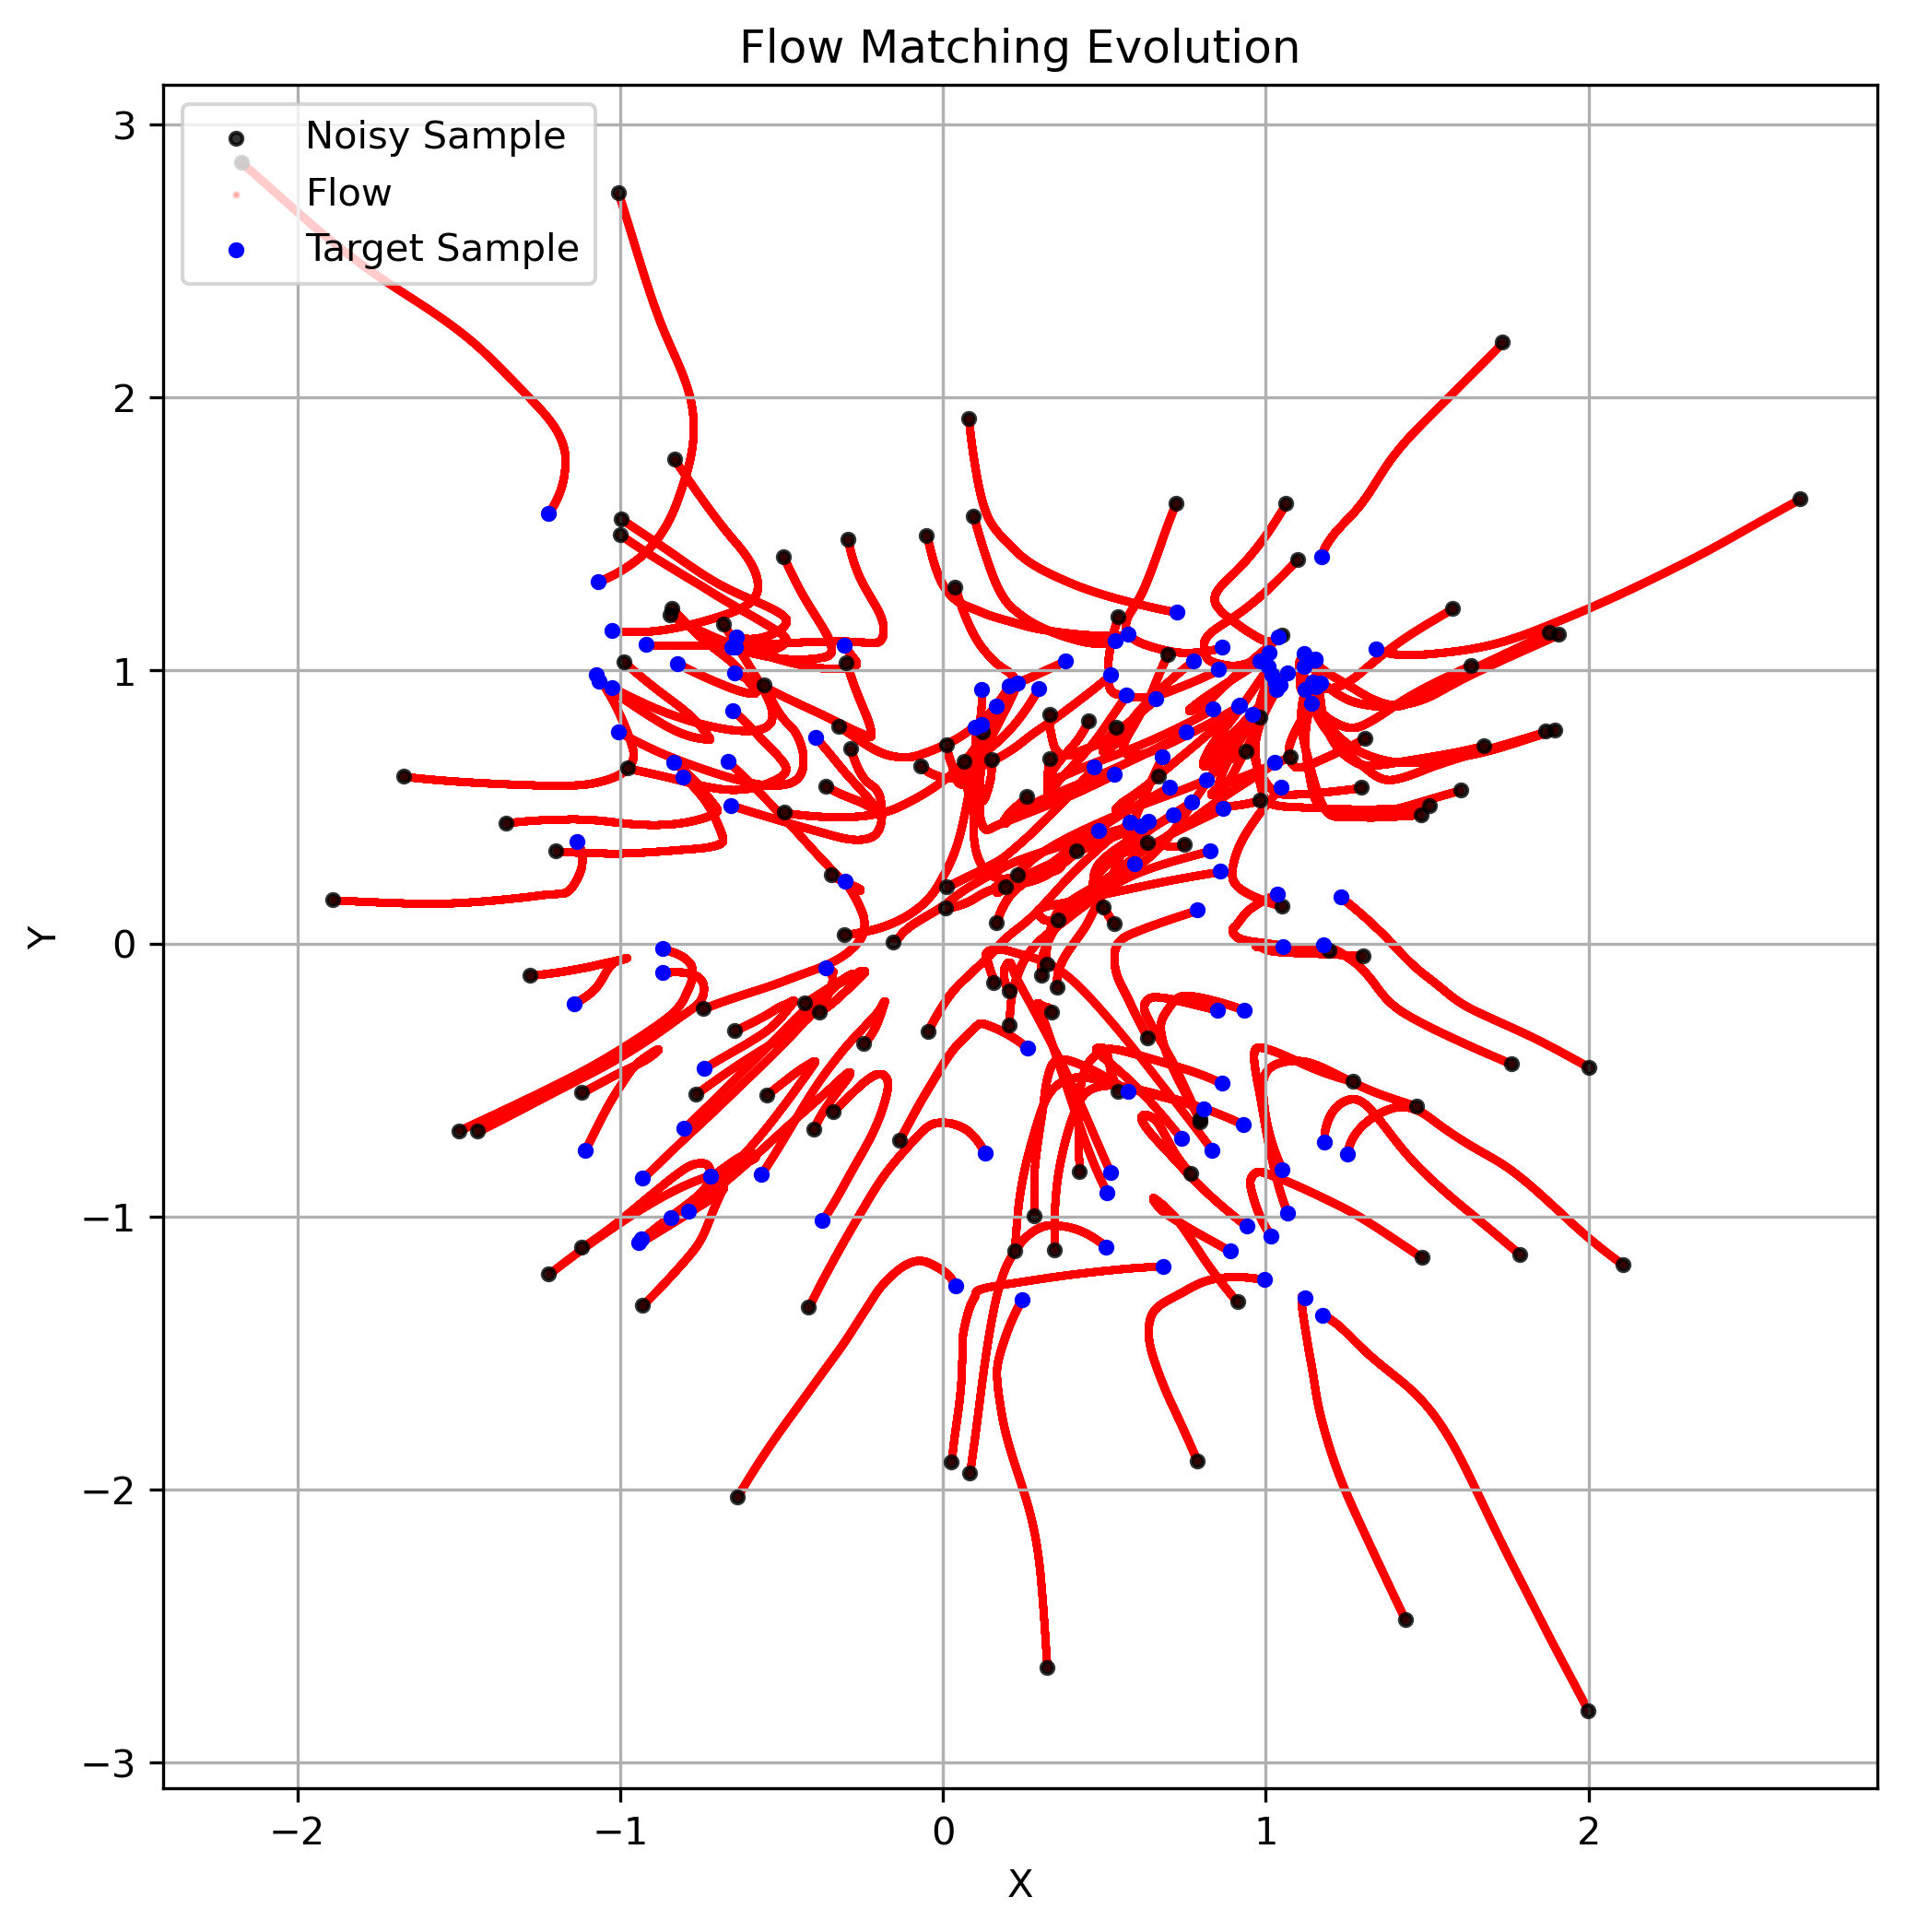 Flow Matching Evolution
Noisy Sample
Flow
Target Sample
3
2
1
0
−1
−2
−3
Y
−2
−1
0
1
2
X